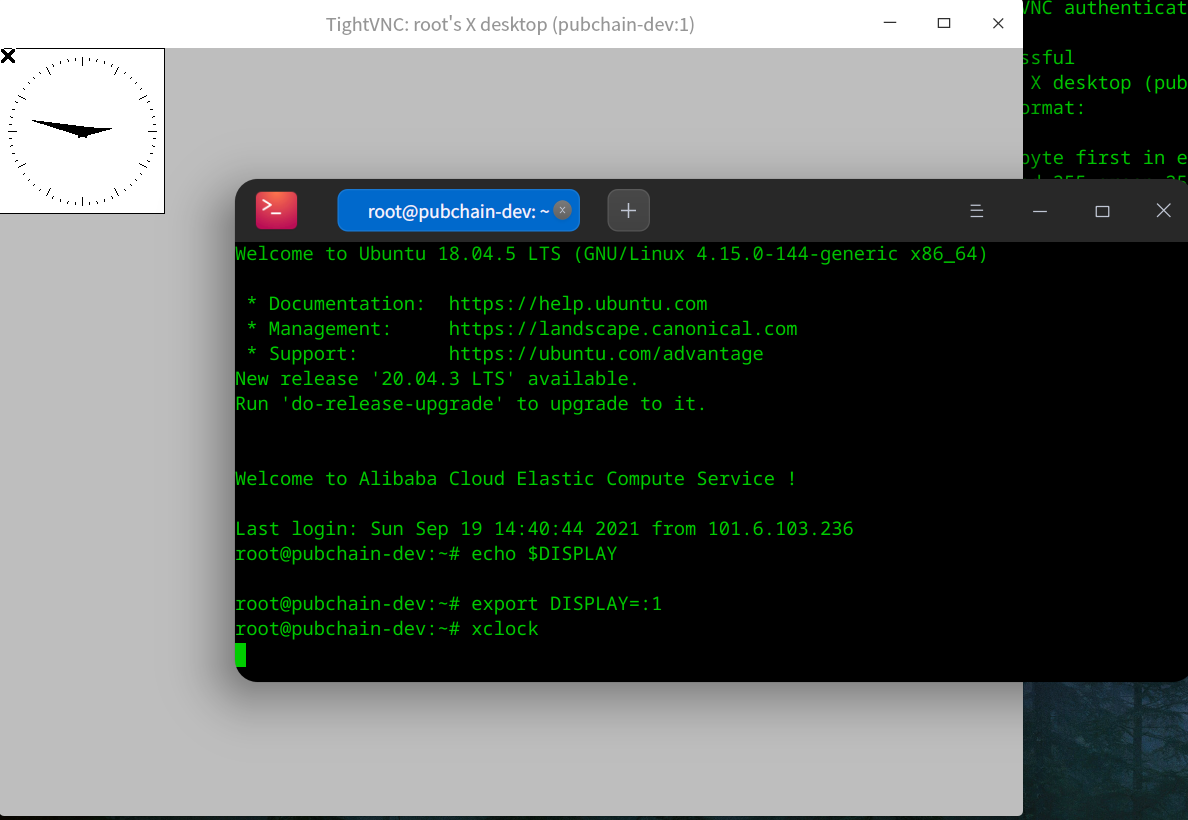 TightVNC: root's X desktop (pubchain-dev:1)
VNC authenticat
ssful
X desktop (pub
ormat:
byte first in e
root@pubchain-dev: ~
Welcome to Ubuntu 18.04.5 LTS (GNU/Linux 4.15.0-144-generic x86_64)
* Documentation:  https://help.ubuntu.com
* Management:     https://landscape.canonical.com
* Support:        https://ubuntu.com/advantage
New release '20.04.3 LTS' available.
Run 'do-release-upgrade' to upgrade to it.
Welcome to Alibaba Cloud Elastic Compute Service !
Last login: Sun Sep 19 14:40:44 2021 from 101.6.103.236
root@pubchain-dev:~# echo $DISPLAY
root@pubchain-dev:~# export DISPLAY=:1
root@pubchain-dev:~# xclock